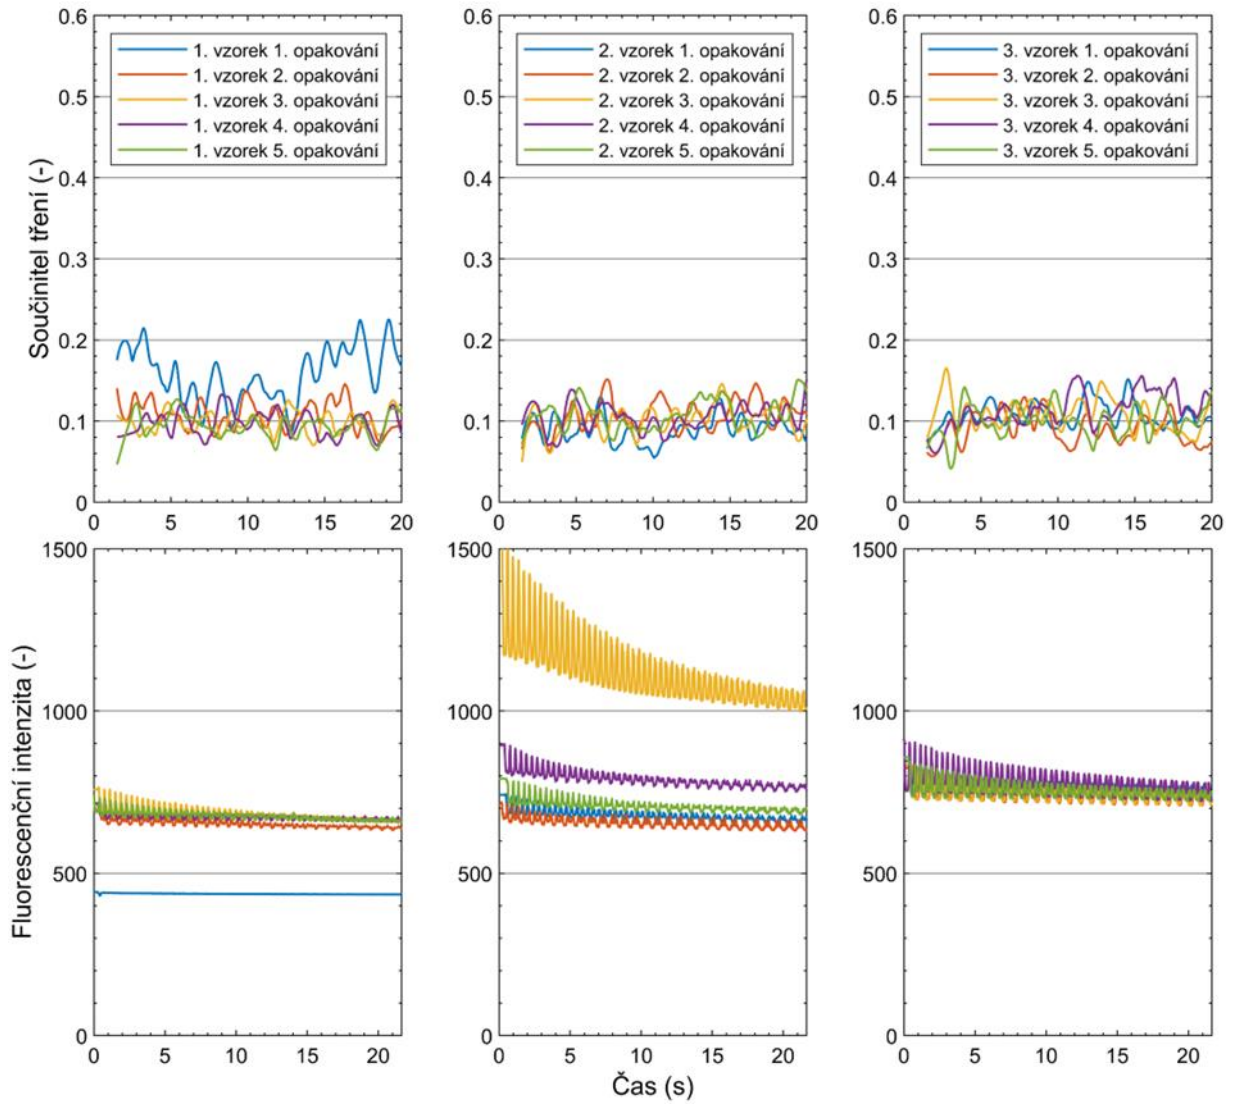 Součinitel tření (-)
0.6
0.5
0.4
0.3
0.2
0.1
0
0 5 10 15 20
1. vzorek 1. opakování
1. vzorek 2. opakování
1. vzorek 3. opakování
1. vzorek 4. opakování
1. vzorek 5. opakování
0.6
0.5
0.4
0.3
0.2
0.1
0
0 5 10 15 20
2. vzorek 1. opakování
2. vzorek 2. opakování
2. vzorek 3. opakování
2. vzorek 4. opakování
2. vzorek 5. opakování
0.6
0.5
0.4
0.3
0.2
0.1
0
0 5 10 15 20
3. vzorek 1. opakování
3. vzorek 2. opakování
3. vzorek 3. opakování
3. vzorek 4. opakování
3. vzorek 5. opakování
Fluorescenční intenzita (-)
1500
1000
500
0
0 5 10 15 20
1500
1000
500
0
0 5 10 15 20
1500
1000
500
0
0 5 10 15 20
Čas (s)